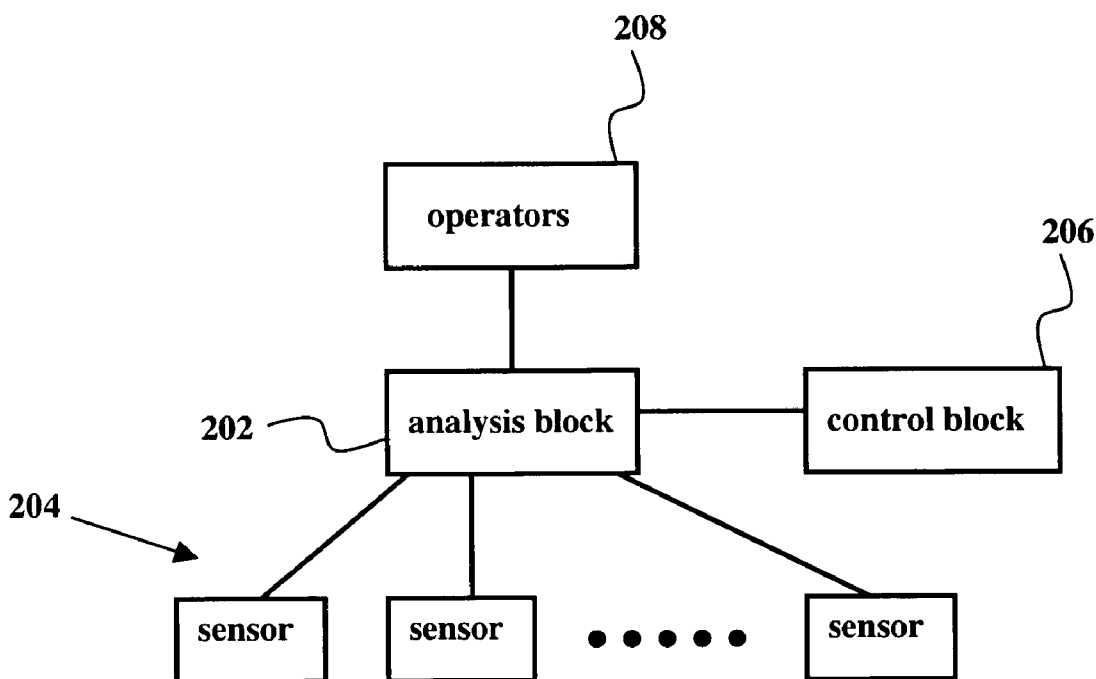 208
operators
206
202
analysis block
control block
204
sensor
sensor
sensor